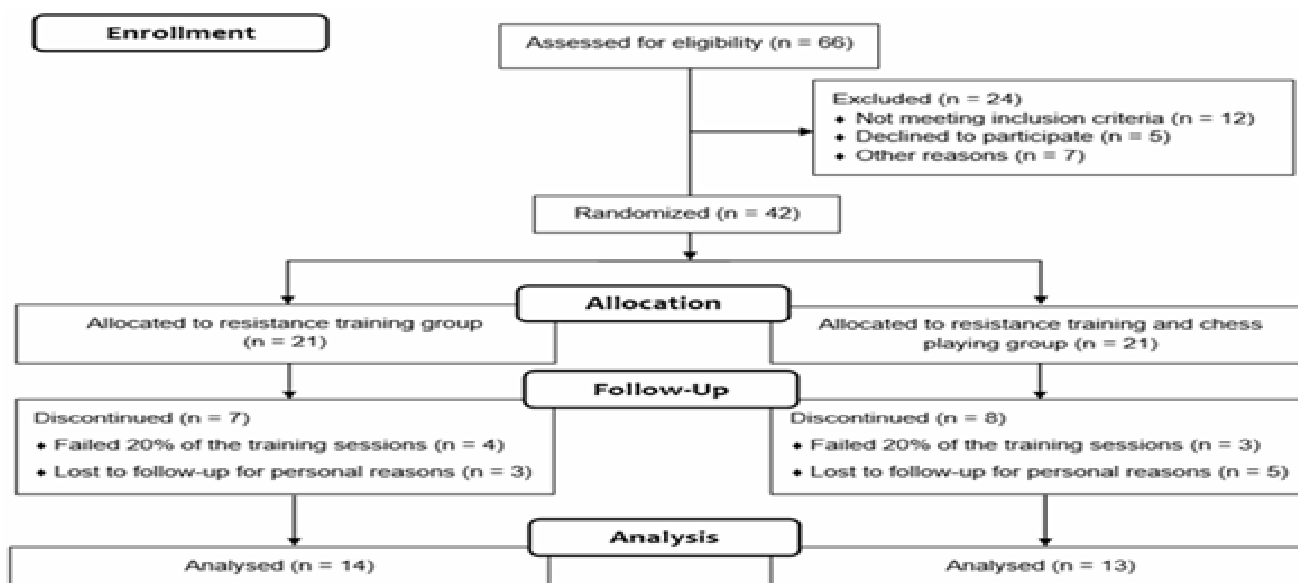 Enrollment
Assessed for eligibility (n = 66)
Excluded (n = 24)
♦ Not meeting inclusion criteria (n = 12)
♦ Declined to participate (n = 5)
♦ Other reasons (n = 7)
Randomized (n = 42)
Allocation
Allocated to resistance training group
(n = 21)
Allocated to resistance training and chess
playing group (n = 21)
Follow-Up
Discontinued (n = 7)
♦ Failed 20% of the training sessions (n = 4)
♦ Lost to follow-up for personal reasons (n = 3)
Discontinued (n = 8)
♦ Failed 20% of the training sessions (n = 3)
♦ Lost to follow-up for personal reasons (n = 5)
Analysis
Analysed (n = 14)
Analysed (n = 13)